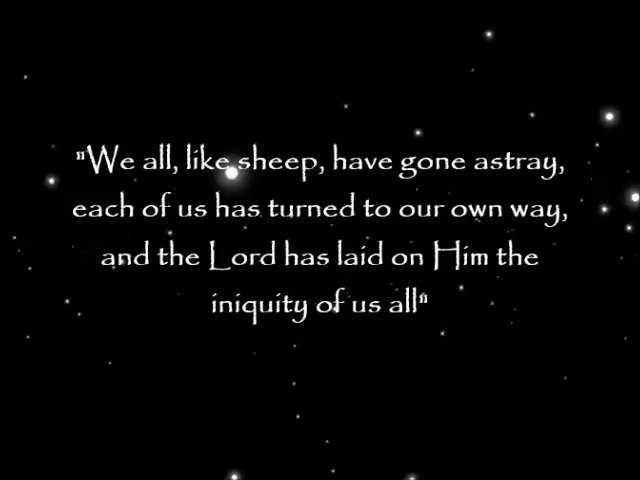 "We all, like sheep, have gone astray,
each of us has turned to our own way,
and the Lord has laid on Him the
iniquity of us all"